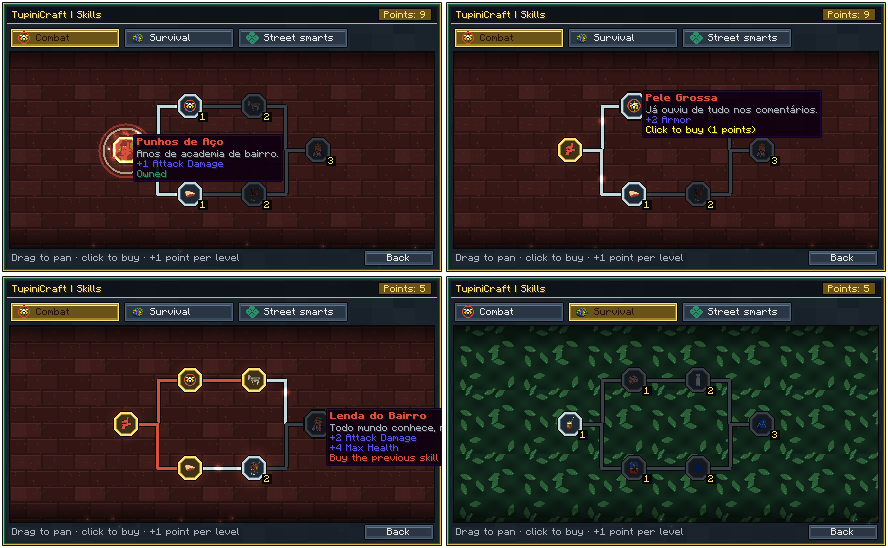 TupiniCraft | Skills
Points: 9
Combat
Survival
Street smarts
1
2
Punhos de Aço
Anos de academia de bairro.
+1 Attack Damage
Owned
3
1
2
Drag to pan · click to buy · +1 point per level
Back
TupiniCraft | Skills
Points: 9
Combat
Survival
Street smarts
Pele Grossa
Já ouviu de tudo nos comentários.
+2 Armor
Click to buy (1 points)
3
1
2
Drag to pan · click to buy · +1 point per level
Back
TupiniCraft | Skills
Points: 5
Combat
Survival
Street smarts
Lenda do Bairro
Todo mundo conhece,
+2 Attack Damage
+4 Max Health
Buy the previous skill
2
Drag to pan · click to buy · +1 point per level
Back
TupiniCraft | Skills
Points: 5
Combat
Survival
Street smarts
1
2
1
3
1
2
Drag to pan · click to buy · +1 point per level
Back